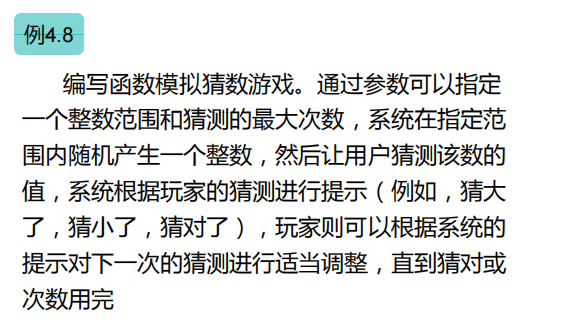 例4.8
编写函数模拟猜数游戏。通过参数可以指定
一个整数范围和猜测的最大次数，系统在指定范
围内随机产生一个整数，然后让用户猜测该数的
值，系统根据玩家的猜测进行提示（例如，猜大
了，猜小了，猜对了），玩家则可以根据系统的
提示对下一次的猜测进行适当调整，直到猜对或
次数用完